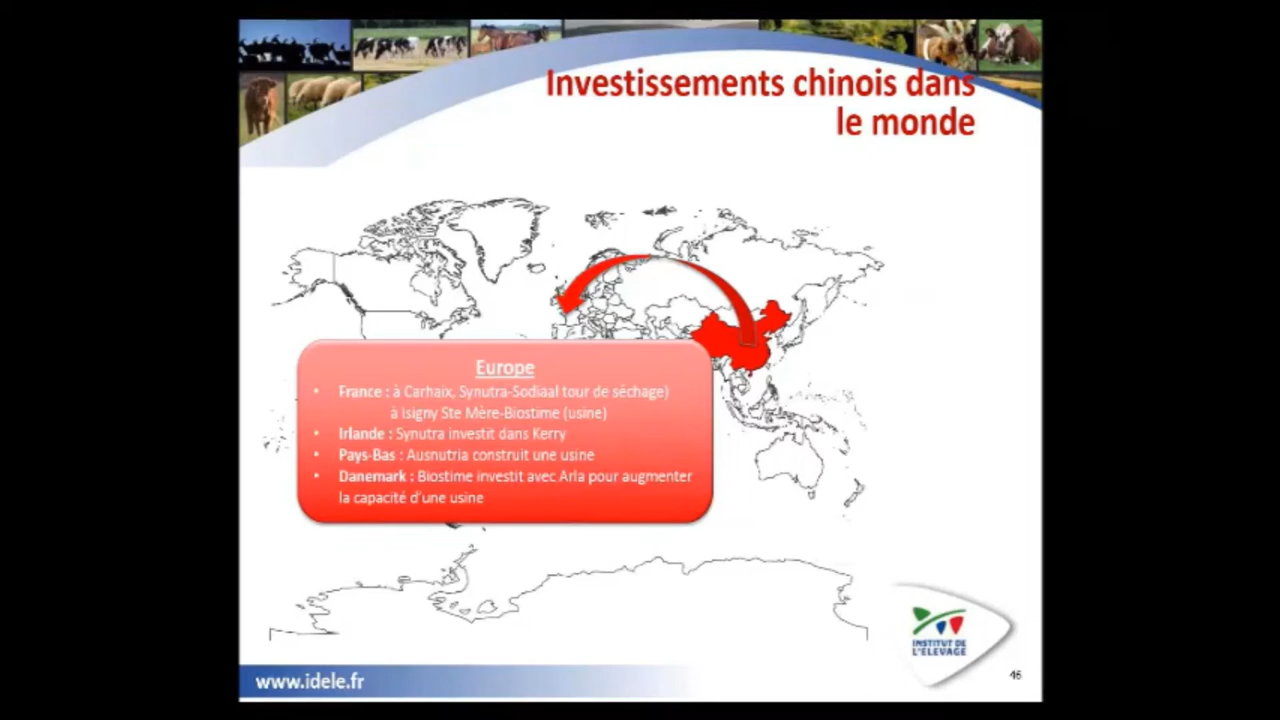 Investissements chinois dans
le monde
Europe
• France : à Carhaix, Synutra-Sodiaal tour de séchage)
à Isigny Ste Mère-Biostime (usine)
• Irlande : Synutra investit dans Kerry
• Pays-Bas : Ausnutria construit une usine
• Danemark : Biostime investit avec Arla pour augmenter
la capacité d'une usine
INSTITUT DE
L'ELEVAGE
www.idele.fr
46